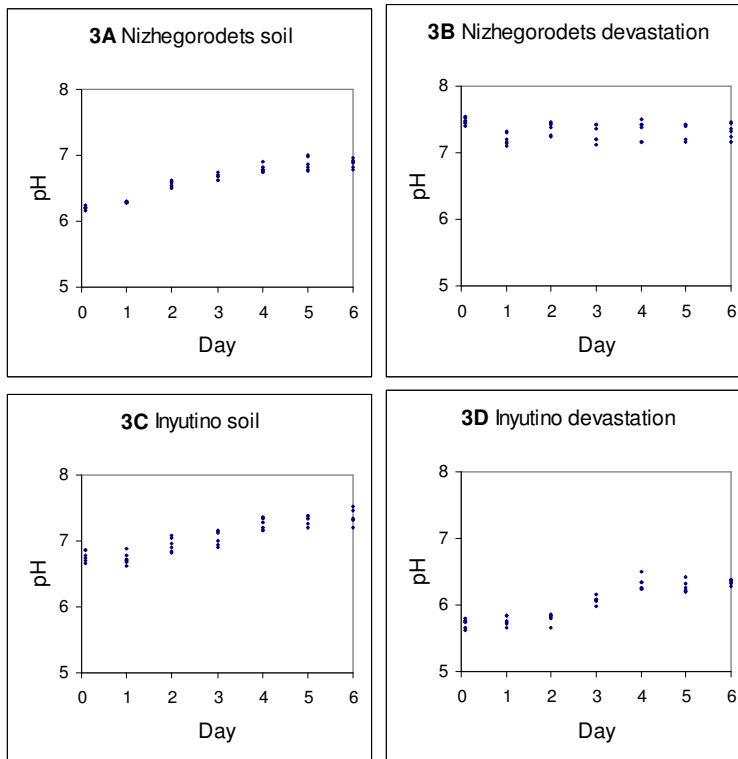 3A Nizhegorodets soil
8
7
6
5
pH
0 1 2 3 4 5 6
Day
3B Nizhegorodets devastation
8
7
6
5
pH
0 1 2 3 4 5 6
Day
3C Inyutino soil
8
7
6
5
pH
0 1 2 3 4 5 6
Day
3D Inyutino devastation
8
7
6
5
pH
0 1 2 3 4 5 6
Day